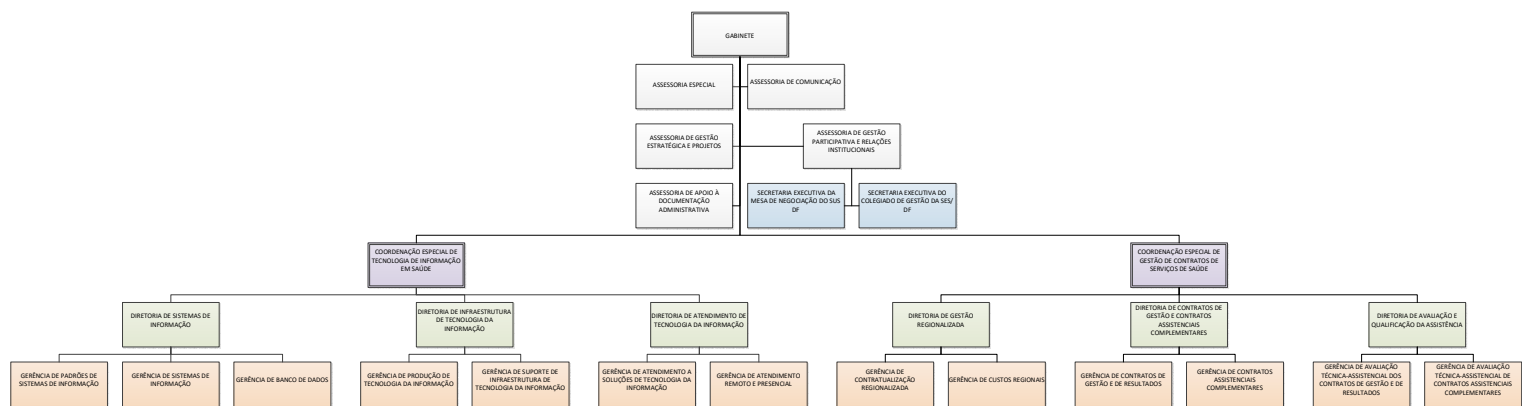 GABINETE
ASSESSORIA ESPECIAL
ASSESSORIA DE COMUNICAÇÃO
ASSESSORIA DE GESTÃO
ESTRATÉGICA E PROJETOS
ASSESSORIA DE GESTÃO
PARTICIPATIVA E RELAÇÕES
INSTITUCIONAIS
ASSESSORIA DE APOIO À
DOCUMENTAÇÃO
ADMINISTRATIVA
SECRETARIA EXECUTIVA DA
MESA DE NEGOCIAÇÃO DO SUS
DF
SECRETARIA EXECUTIVA DO
COLEGIADO DE GESTÃO DA SES/
DF
COORDENAÇÃO ESPECIAL DE
TECNOLOGIA DE INFORMAÇÃO
EM SAÚDE
COORDENAÇÃO ESPECIAL DE
GESTÃO DE CONTRATOS DE
SERVIÇOS DE SAÚDE
DIRETORIA DE SISTEMAS DE
INFORMAÇÃO
DIRETORIA DE INFRAESTRUTURA
DE TECNOLOGIA DA
INFORMAÇÃO
DIRETORIA DE ATENDIMENTO DE
TECNOLOGIA DA INFORMAÇÃO
DIRETORIA DE GESTÃO
REGIONALIZADA
DIRETORIA DE CONTRATOS DE
GESTÃO E CONTRATOS
ASSISTENCIAIS
COMPLEMENTARES
DIRETORIA DE AVALIAÇÃO E
QUALIFICAÇÃO DA ASSISTÊNCIA
GERÊNCIA DE PADRÕES DE
SISTEMAS DE INFORMAÇÃO
GERÊNCIA DE SISTEMAS DE
INFORMAÇÃO
GERÊNCIA DE BANCO DE DADOS
GERÊNCIA DE PRODUÇÃO DE
TECNOLOGIA DA INFORMAÇÃO
GERÊNCIA DE SUPORTE DE
INFRAESTRUTURA DE
TECNOLOGIA DA INFORMAÇÃO
GERÊNCIA DE ATENDIMENTO A
SOLUÇÕES DE TECNOLOGIA DA
INFORMAÇÃO
GERÊNCIA DE ATENDIMENTO
REMOTO E PRESENCIAL
GERÊNCIA DE
CONTRATUALIZAÇÃO
REGIONALIZADA
GERÊNCIA DE CUSTOS REGIONAIS
GERÊNCIA DE CONTRATOS DE
GESTÃO E DE RESULTADOS
GERÊNCIA DE CONTRATOS
ASSISTENCIAIS
COMPLEMENTARES
GERÊNCIA DE AVALIAÇÃO
TÉCNICA-ASSISTENCIAL DOS
CONTRATOS DE GESTÃO E DE
RESULTADOS
GERÊNCIA DE AVALIAÇÃO
TÉCNICA-ASSISTENCIAL DE
CONTRATOS ASSISTENCIAIS
COMPLEMENTARES